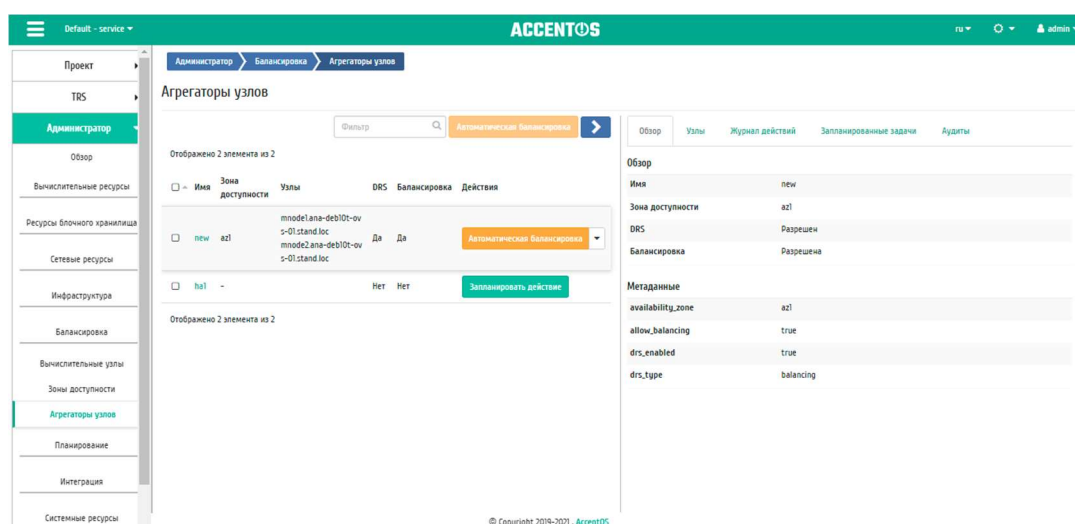 Default - service
ACCENTOS
ru
admin
Проект
TRS
Администратор
Обзор
Вычислительные ресурсы
Ресурсы блочного хранилища
Сетевые ресурсы
Инфраструктура
Балансировка
Вычислительные узлы
Зоны доступности
Агрегаторы узлов
Планирование
Интеграция
Системные ресурсы
Администратор
Балансировка
Агрегаторы узлов
Агрегаторы узлов
Фильтр
Автоматическая балансировка
Отображено 2 элемента из 2
Имя Зона доступности Узлы DRS Балансировка Действия
new az1 mnode1.ana-deb10t-ov
s-01.stand.loc
mnode2.ana-deb10t-ov
s-01.stand.loc
Да Да Автоматическая балансировка
ha1 - Нет Нет Запланировать действие
Отображено 2 элемента из 2
Обзор Узлы Журнал действий Запланированные задачи Аудиты
Обзор
Имя new
Зона доступности az1
DRS Разрешен
Балансировка Разрешена
Метаданные
availability_zone az1
allow_balancing true
drs_enabled true
drs_type balancing
© Copyright 2019-2021 . AccentOS